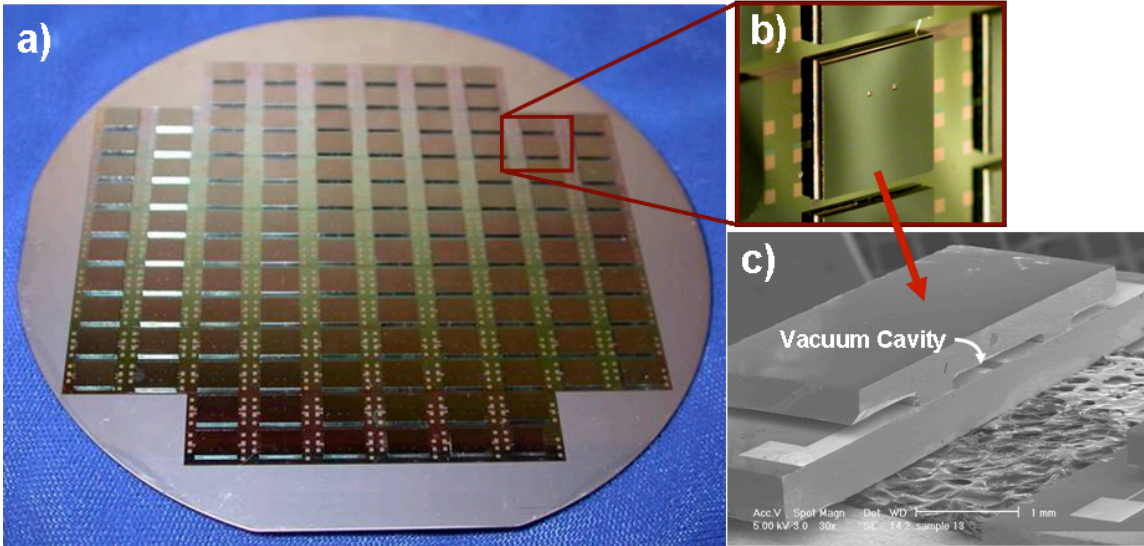 a)
b)
c)
Vacuum Cavity
Acc.V Spot Magn Det WD 1 mm
5.00 kV 3.0 30x SE 14.2 sample 13